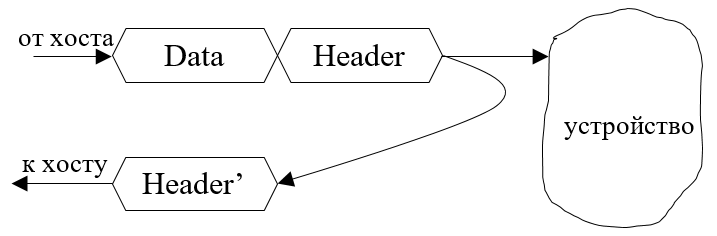 от хоста
Data
Header
устройство
к хосту
Header’